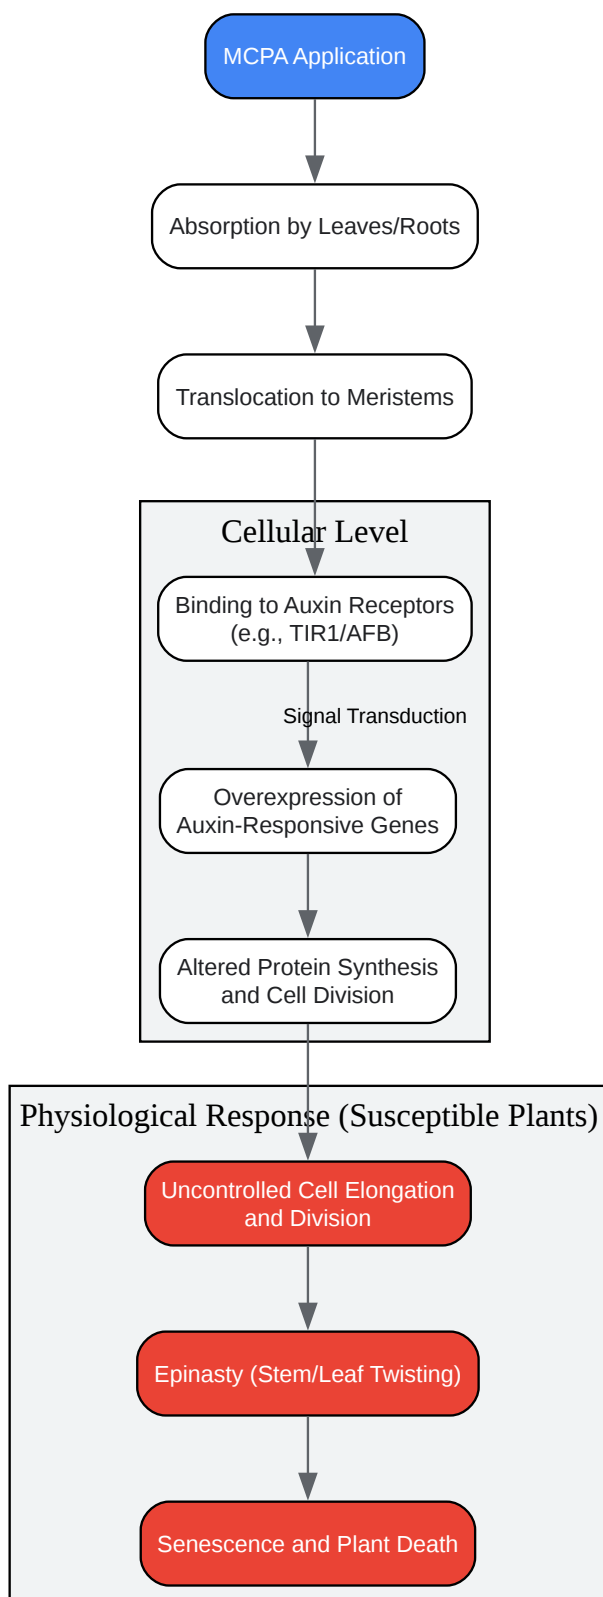 MCPA Application
Absorption by Leaves/Roots
Translocation to Meristems
Cellular Level
Binding to Auxin Receptors
(e.g., TIR1/AFB)
Signal Transduction
Overexpression of
Auxin-Responsive Genes
Altered Protein Synthesis
and Cell Division
Physiological Response (Susceptible Plants)
Uncontrolled Cell Elongation
and Division
Epinasty (Stem/Leaf Twisting)
Senescence and Plant Death